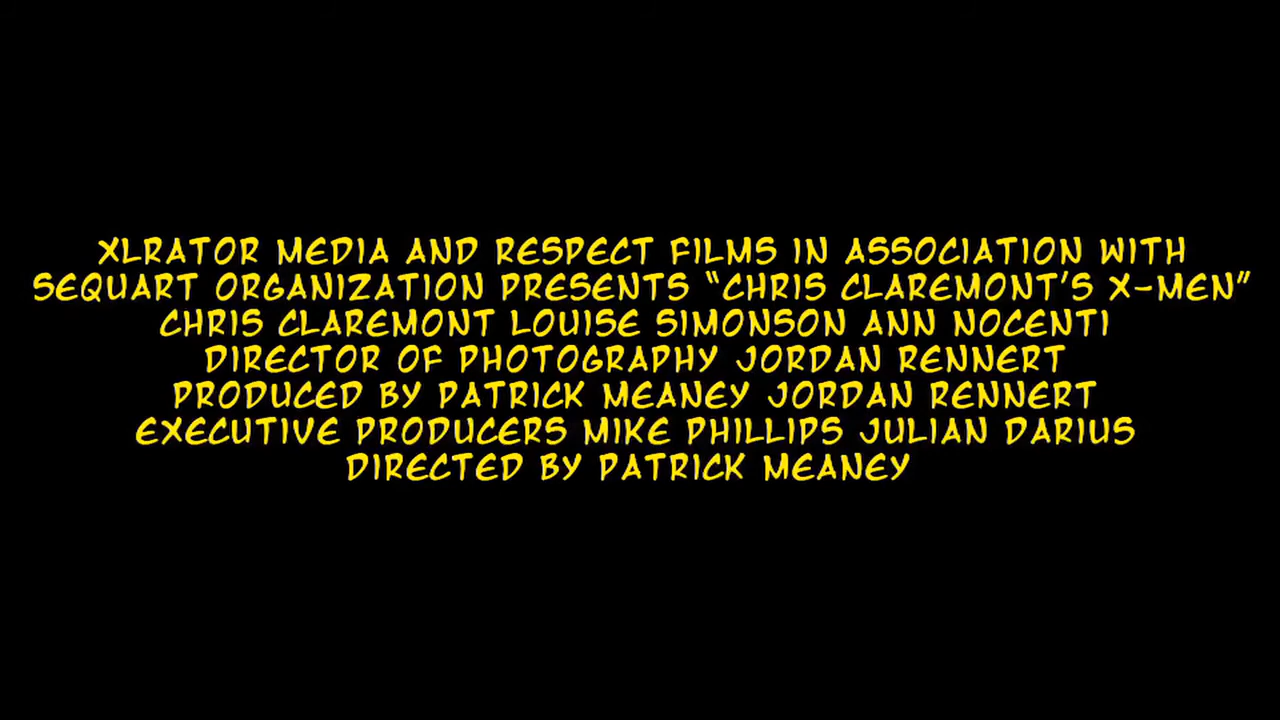 XLRATOR MEDIA AND RESPECT FILMS IN ASSOCIATION WITH
SEQUART ORGANIZATION PRESENTS “CHRIS CLAREMONT’S X-MEN”
CHRIS CLAREMONT LOUISE SIMONSON ANN NOCENTI
DIRECTOR OF PHOTOGRAPHY JORDAN RENNERT
PRODUCED BY PATRICK MEANEY JORDAN RENNERT
EXECUTIVE PRODUCERS MIKE PHILLIPS JULIAN DARIUS
DIRECTED BY PATRICK MEANEY